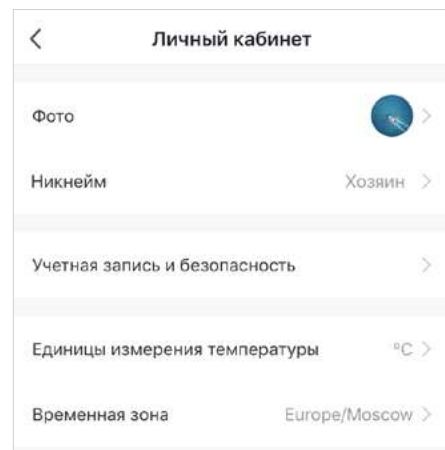 Личный кабинет
Фото
Никнейм Хозяин
Учетная запись и безопасность
Единицы измерения температуры °C
Временная зона Europe/Moscow